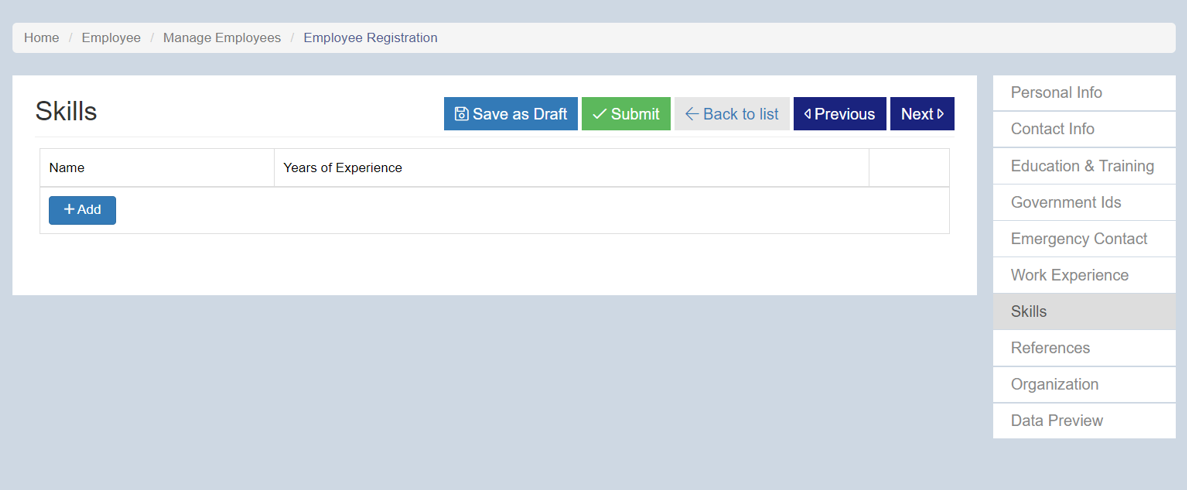 Home / Employee / Manage Employees / Employee Registration
Skills
Save as Draft
Submit
Back to list
Previous
Next
Name
Years of Experience
Add
Personal Info
Contact Info
Education & Training
Government Ids
Emergency Contact
Work Experience
Skills
References
Organization
Data Preview